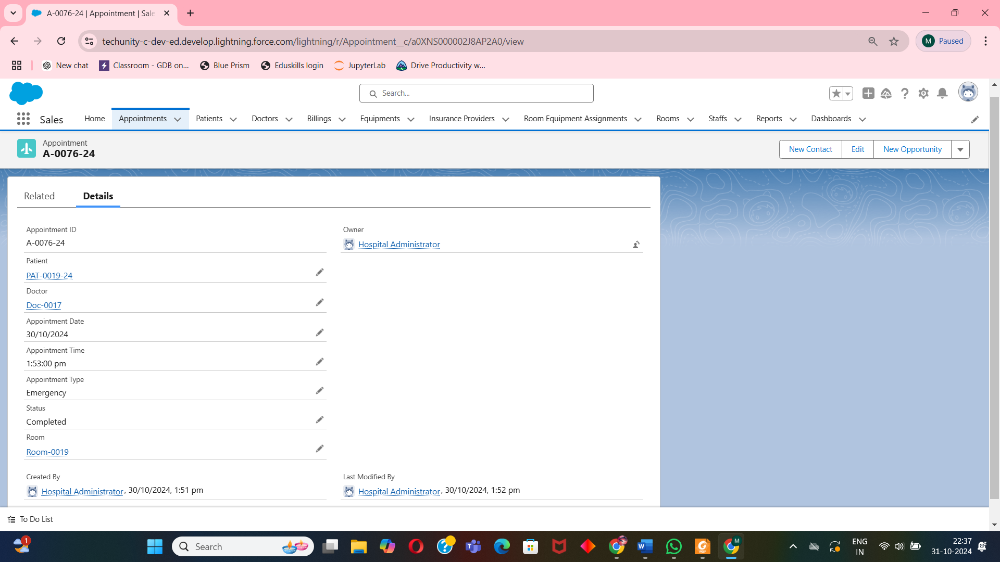 A-0076-24 | Appointment | Sale
techunity-c-dev-ed.develop.lightning.force.com/lightning/r/Appointment__c/a0XNS000002J8AP2A0/view
M Paused
New chat
Classroom - GDB on...
Blue Prism
Eduskills login
JupyterLab
Drive Productivity w...
Search...
Sales
Home
Appointments
Patients
Doctors
Billings
Equipments
Insurance Providers
Room Equipment Assignments
Rooms
Staffs
Reports
Dashboards
Appointment
A-0076-24
New Contact
Edit
New Opportunity
Related
Details
Appointment ID
A-0076-24
Owner
Hospital Administrator
Patient
PAT-0019-24
Doctor
Doc-0017
Appointment Date
30/10/2024
Appointment Time
1:53:00 pm
Appointment Type
Emergency
Status
Completed
Room
Room-0019
Created By
Hospital Administrator, 30/10/2024, 1:51 pm
Last Modified By
Hospital Administrator, 30/10/2024, 1:52 pm
To Do List
1
Search
ENG
IN
22:37
31-10-2024